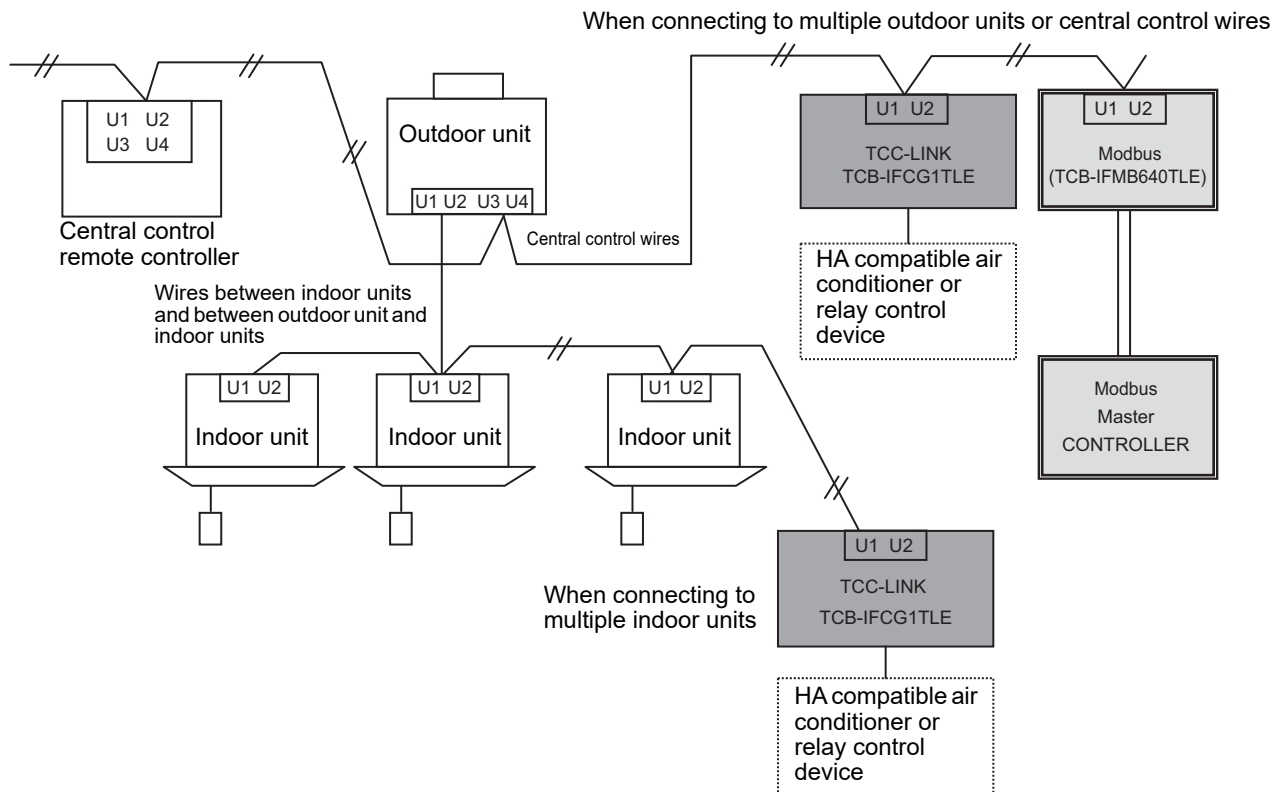 When connecting to multiple outdoor units or central control wires
U1 U2
U3 U4
Central control
remote controller
Outdoor unit
U1 U2 U3 U4
Central control wires
U1 U2
TCC-LINK
TCB-IFCG1TLE
HA compatible air
conditioner or
relay control
device
U1 U2
Modbus
(TCB-IFMB640TLE)
Modbus
Master
CONTROLLER
Wires between indoor units
and between outdoor unit and
indoor units
U1 U2
Indoor unit
U1 U2
Indoor unit
U1 U2
Indoor unit
When connecting to
multiple indoor units
U1 U2
TCC-LINK
TCB-IFCG1TLE
HA compatible air
conditioner or
relay control
device